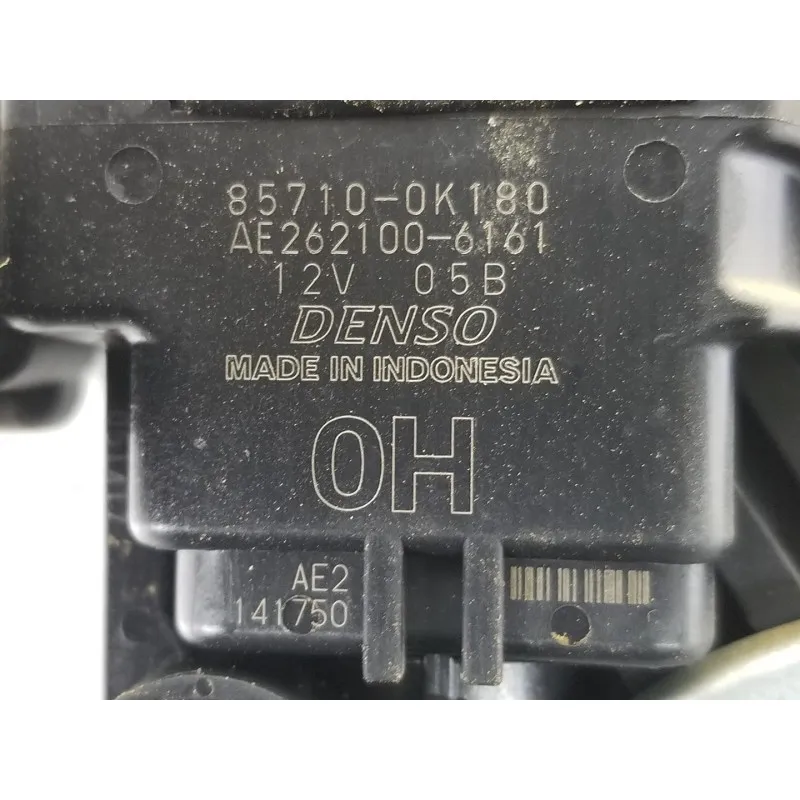 85710-0K180
AE262100-6161
12V 05B
DENSO
MADE IN INDONESIA
0H
AE2
141750